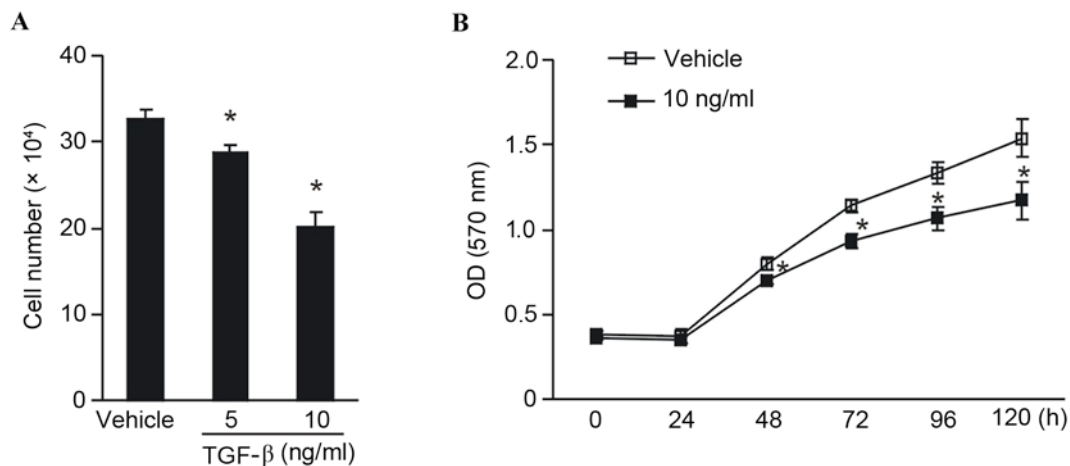 A
Cell number (× 10⁴)
40
30
20
10
0
*
*
Vehicle
5
10
TGF-β (ng/ml)
B
OD (570 nm)
2.0
1.5
1.0
0.5
0
Vehicle
10 ng/ml
*
*
*
*
0 24 48 72 96 120 (h)